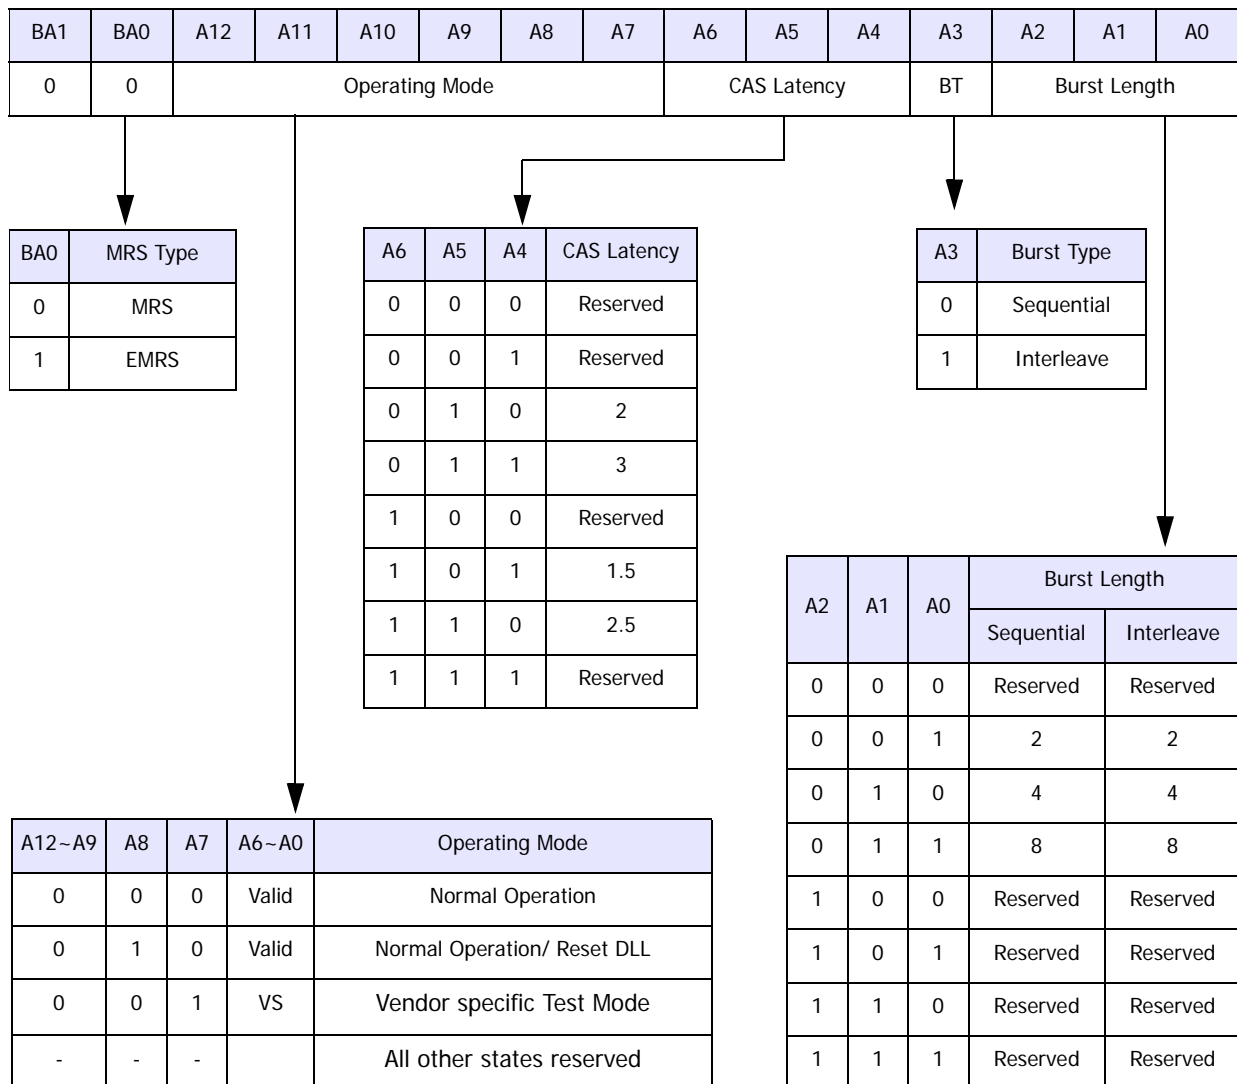 BA1 BA0 A12 A11 A10 A9 A8 A7 A6 A5 A4 A3 A2 A1 A0
0 0 Operating Mode CAS Latency BT Burst Length
BA0 MRS Type
0 MRS
1 EMRS
A6 A5 A4 CAS Latency
0 0 0 Reserved
0 0 1 Reserved
0 1 0 2
0 1 1 3
1 0 0 Reserved
1 0 1 1.5
1 1 0 2.5
1 1 1 Reserved
A3 Burst Type
0 Sequential
1 Interleave
A2 A1 A0 Burst Length
Sequential Interleave
0 0 0 Reserved Reserved
0 0 1 2 2
0 1 0 4 4
0 1 1 8 8
1 0 0 Reserved Reserved
1 0 1 Reserved Reserved
1 1 0 Reserved Reserved
1 1 1 Reserved Reserved
A12~A9 A8 A7 A6~A0 Operating Mode
0 0 0 Valid Normal Operation
0 1 0 Valid Normal Operation/ Reset DLL
0 0 1 VS Vendor specific Test Mode
- - - All other states reserved